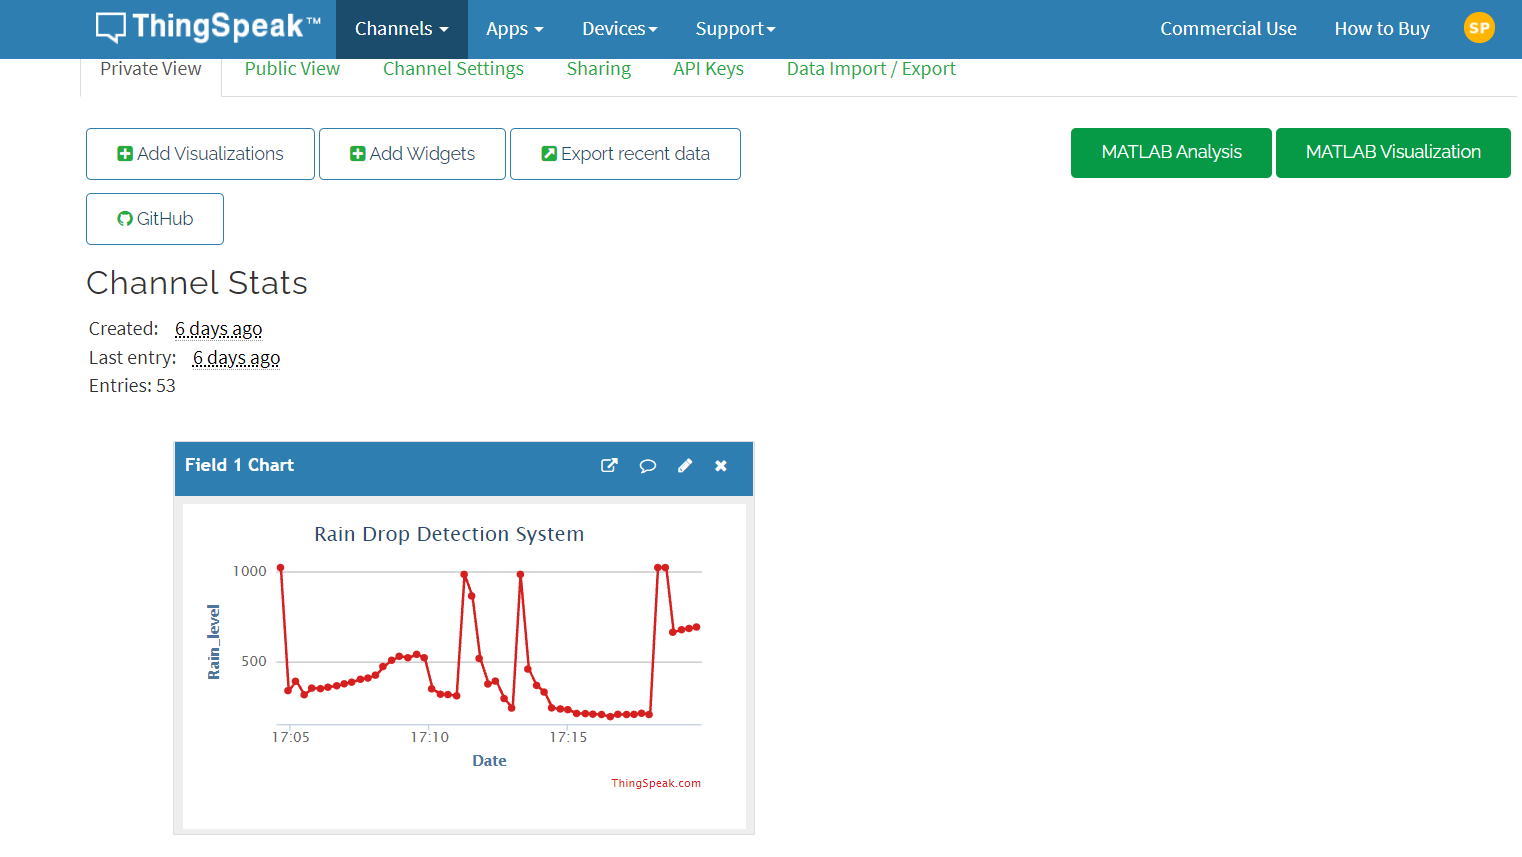 ThingSpeak™ Channels Apps Devices Support Commercial Use How to Buy SP
Private View Public View Channel Settings Sharing API Keys Data Import / Export
Add Visualizations Add Widgets Export recent data MATLAB Analysis MATLAB Visualization
GitHub
Channel Stats
Created: 6 days ago
Last entry: 6 days ago
Entries: 53
Field 1 Chart
Rain Drop Detection System
1000
Rain_level
500
17:05 17:10 17:15
Date
ThingSpeak.com